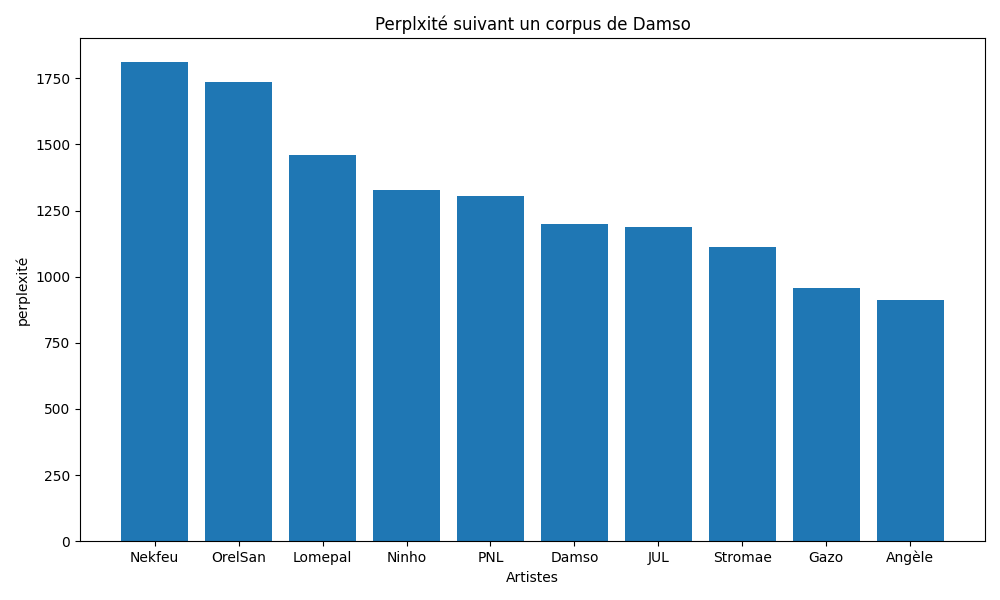 Perplxité suivant un corpus de Damso
perplexité
1750
1500
1250
1000
750
500
250
0
Nekfeu OrelSan Lomepal Ninho PNL Damso JUL Stromae Gazo Angèle
Artistes